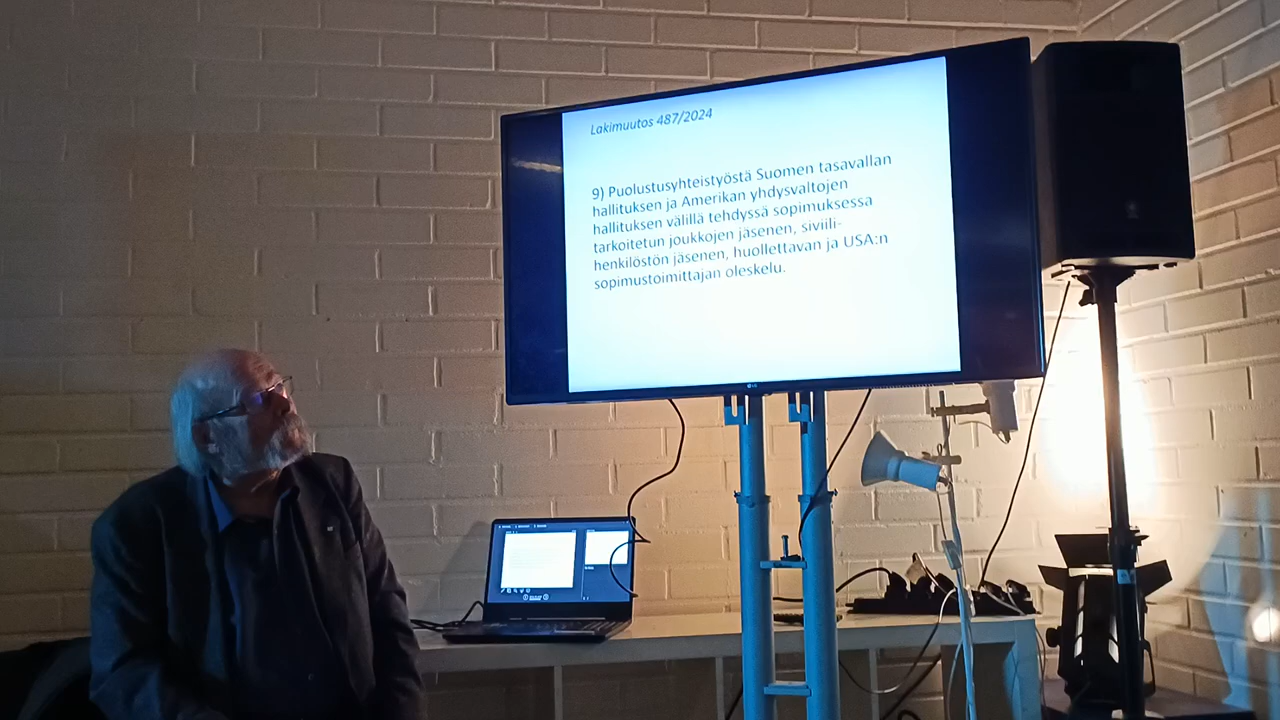 Lakimuutos 487/2024
9) Puolustusyhteistyöstä Suomen tasavallan
hallituksen ja Amerikan yhdysvaltojen
hallituksen välillä tehdyssä sopimuksessa
tarkoitetun joukkojen jäsenen, siviili-
henkilöstön jäsenen, huollettavan ja USA:n
sopimustoimittajan oleskelu.